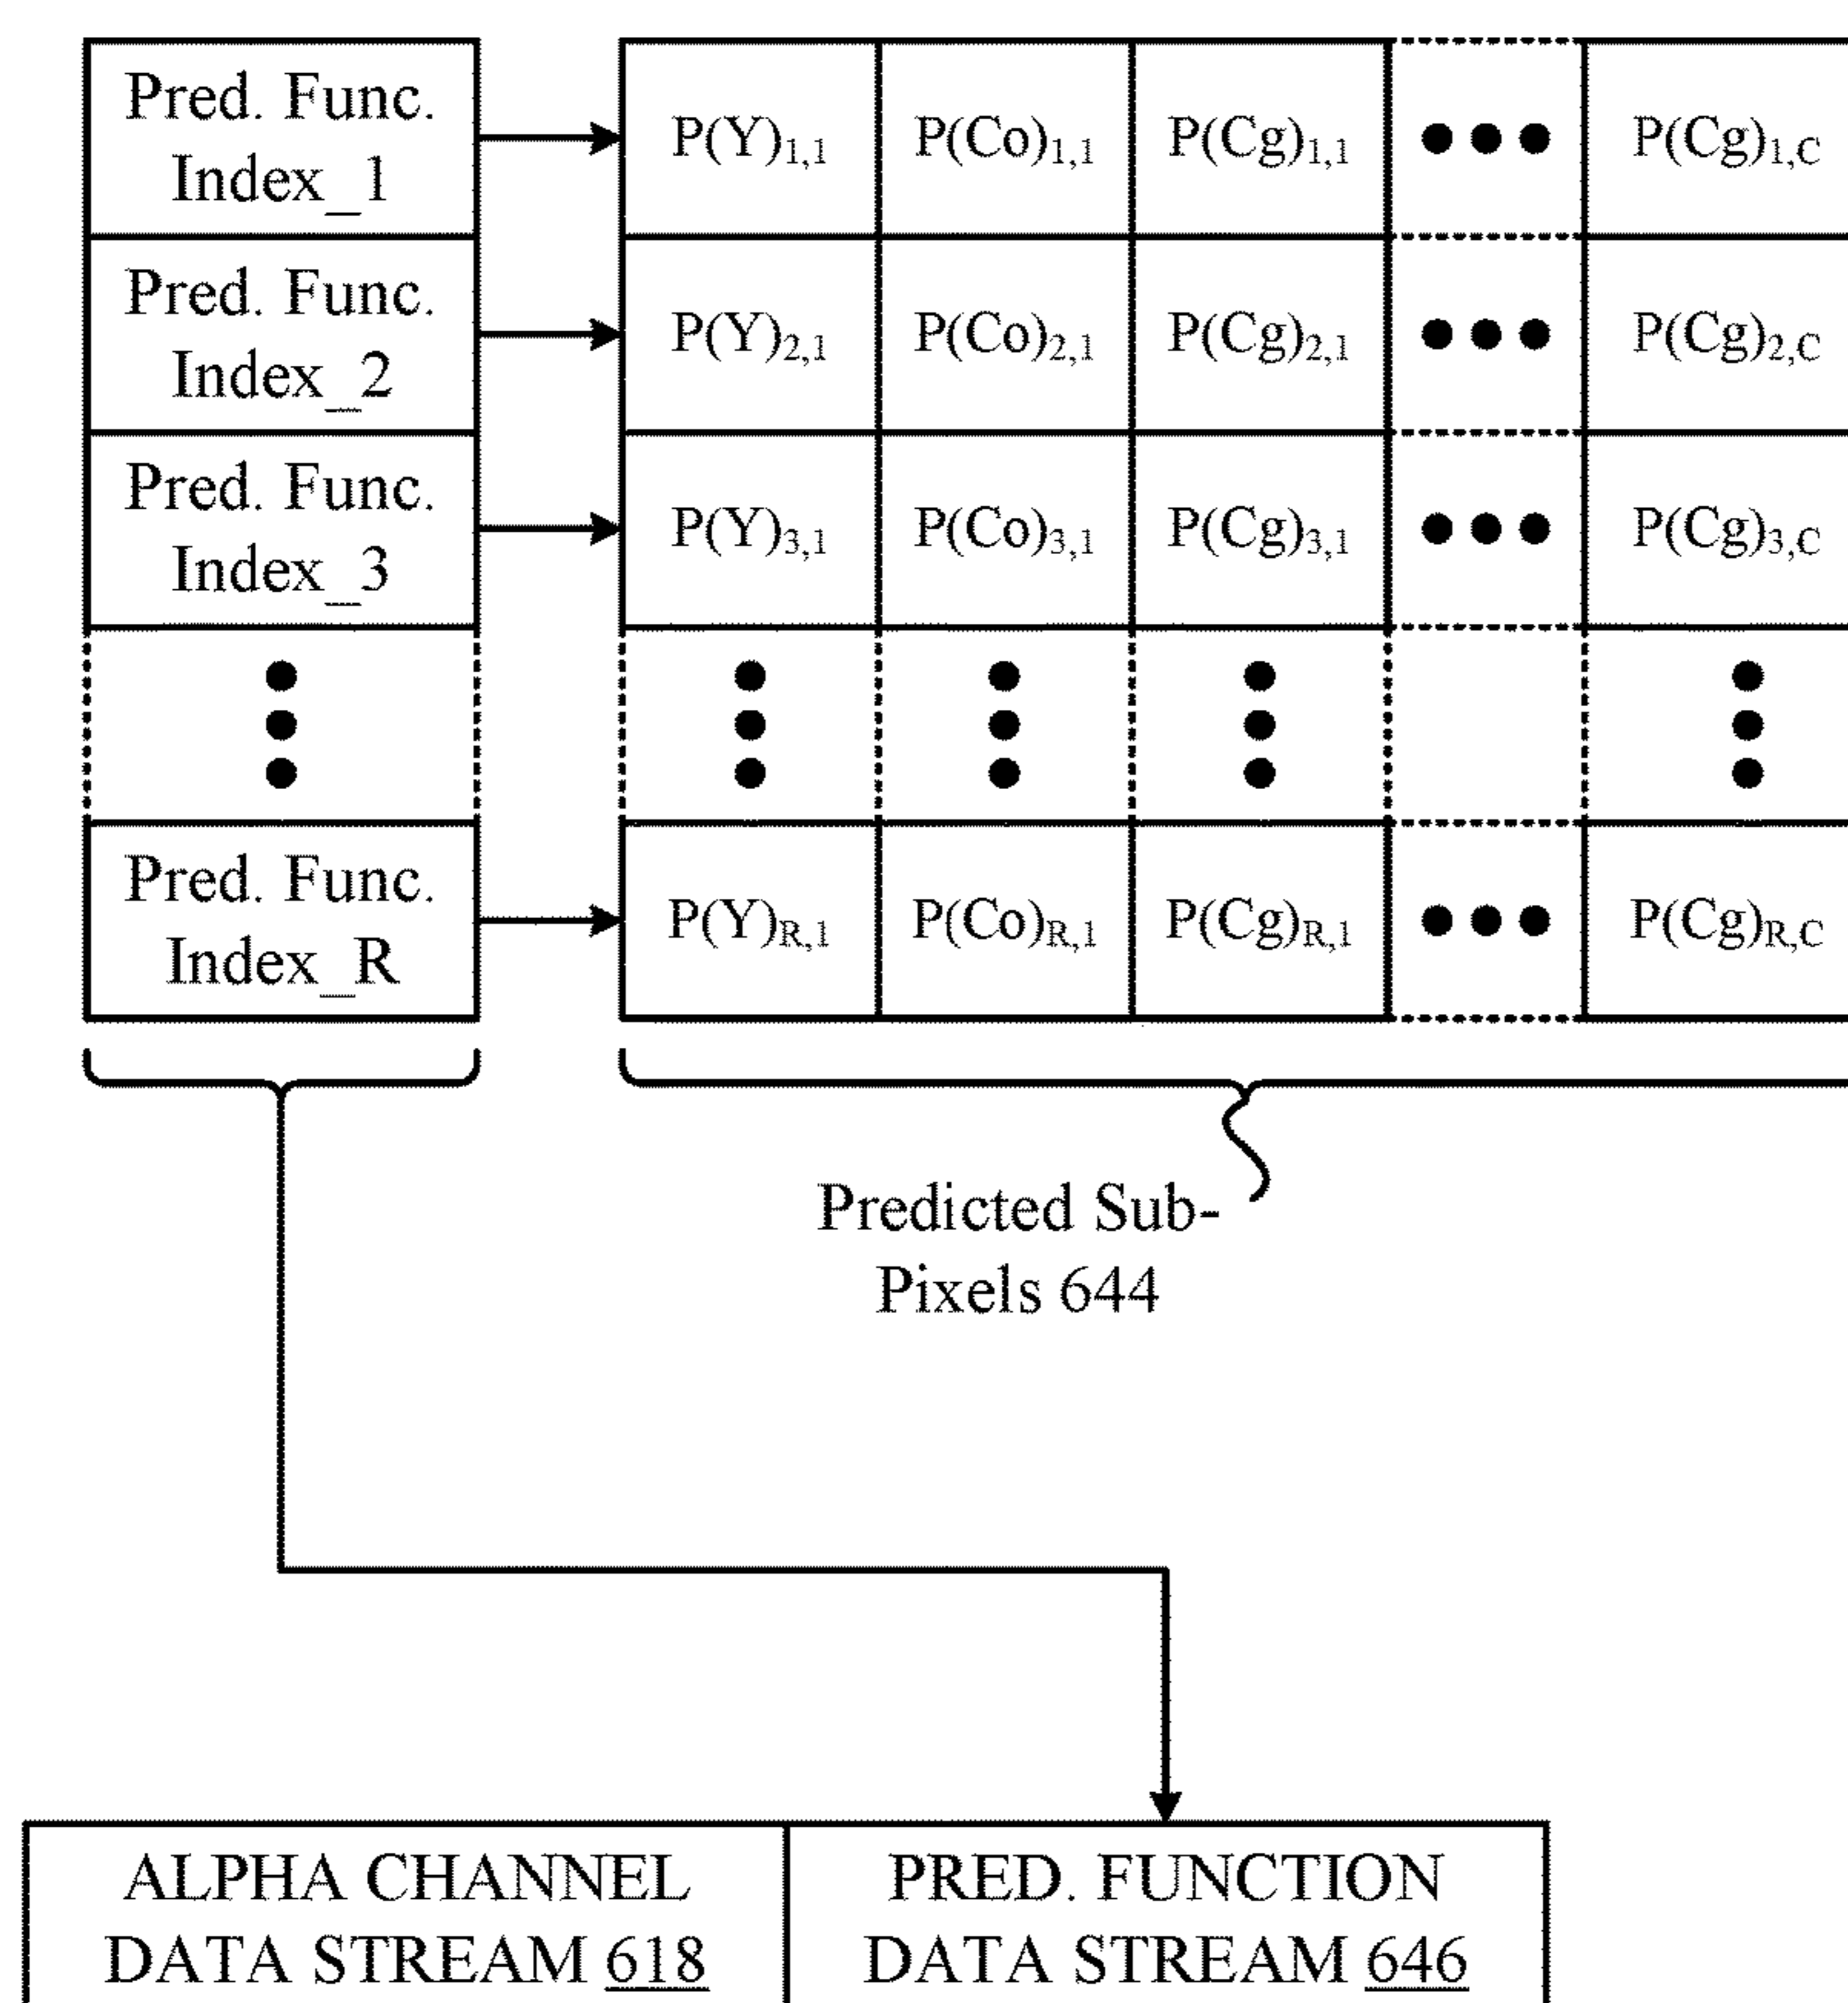 Pred. Func.
Index_1
P(Y)1,1
P(Co)1,1
P(Cg)1,1
P(Cg)1,C
Pred. Func.
Index_2
P(Y)2,1
P(Co)2,1
P(Cg)2,1
P(Cg)2,C
Pred. Func.
Index_3
P(Y)3,1
P(Co)3,1
P(Cg)3,1
P(Cg)3,C
Pred. Func.
Index_R
P(Y)R,1
P(Co)R,1
P(Cg)R,1
P(Cg)R,C
Predicted Sub-
Pixels 644
ALPHA CHANNEL
DATA STREAM 618
PRED. FUNCTION
DATA STREAM 646